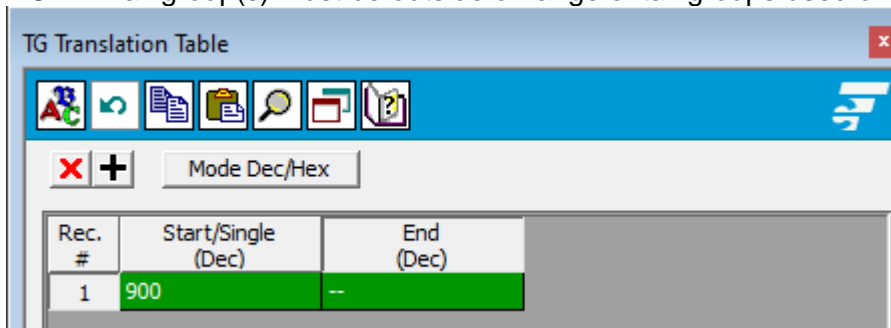 TG Translation Table
Mode Dec/Hex
Rec. #
Start/Single (Dec)
End (Dec)
1 900 --